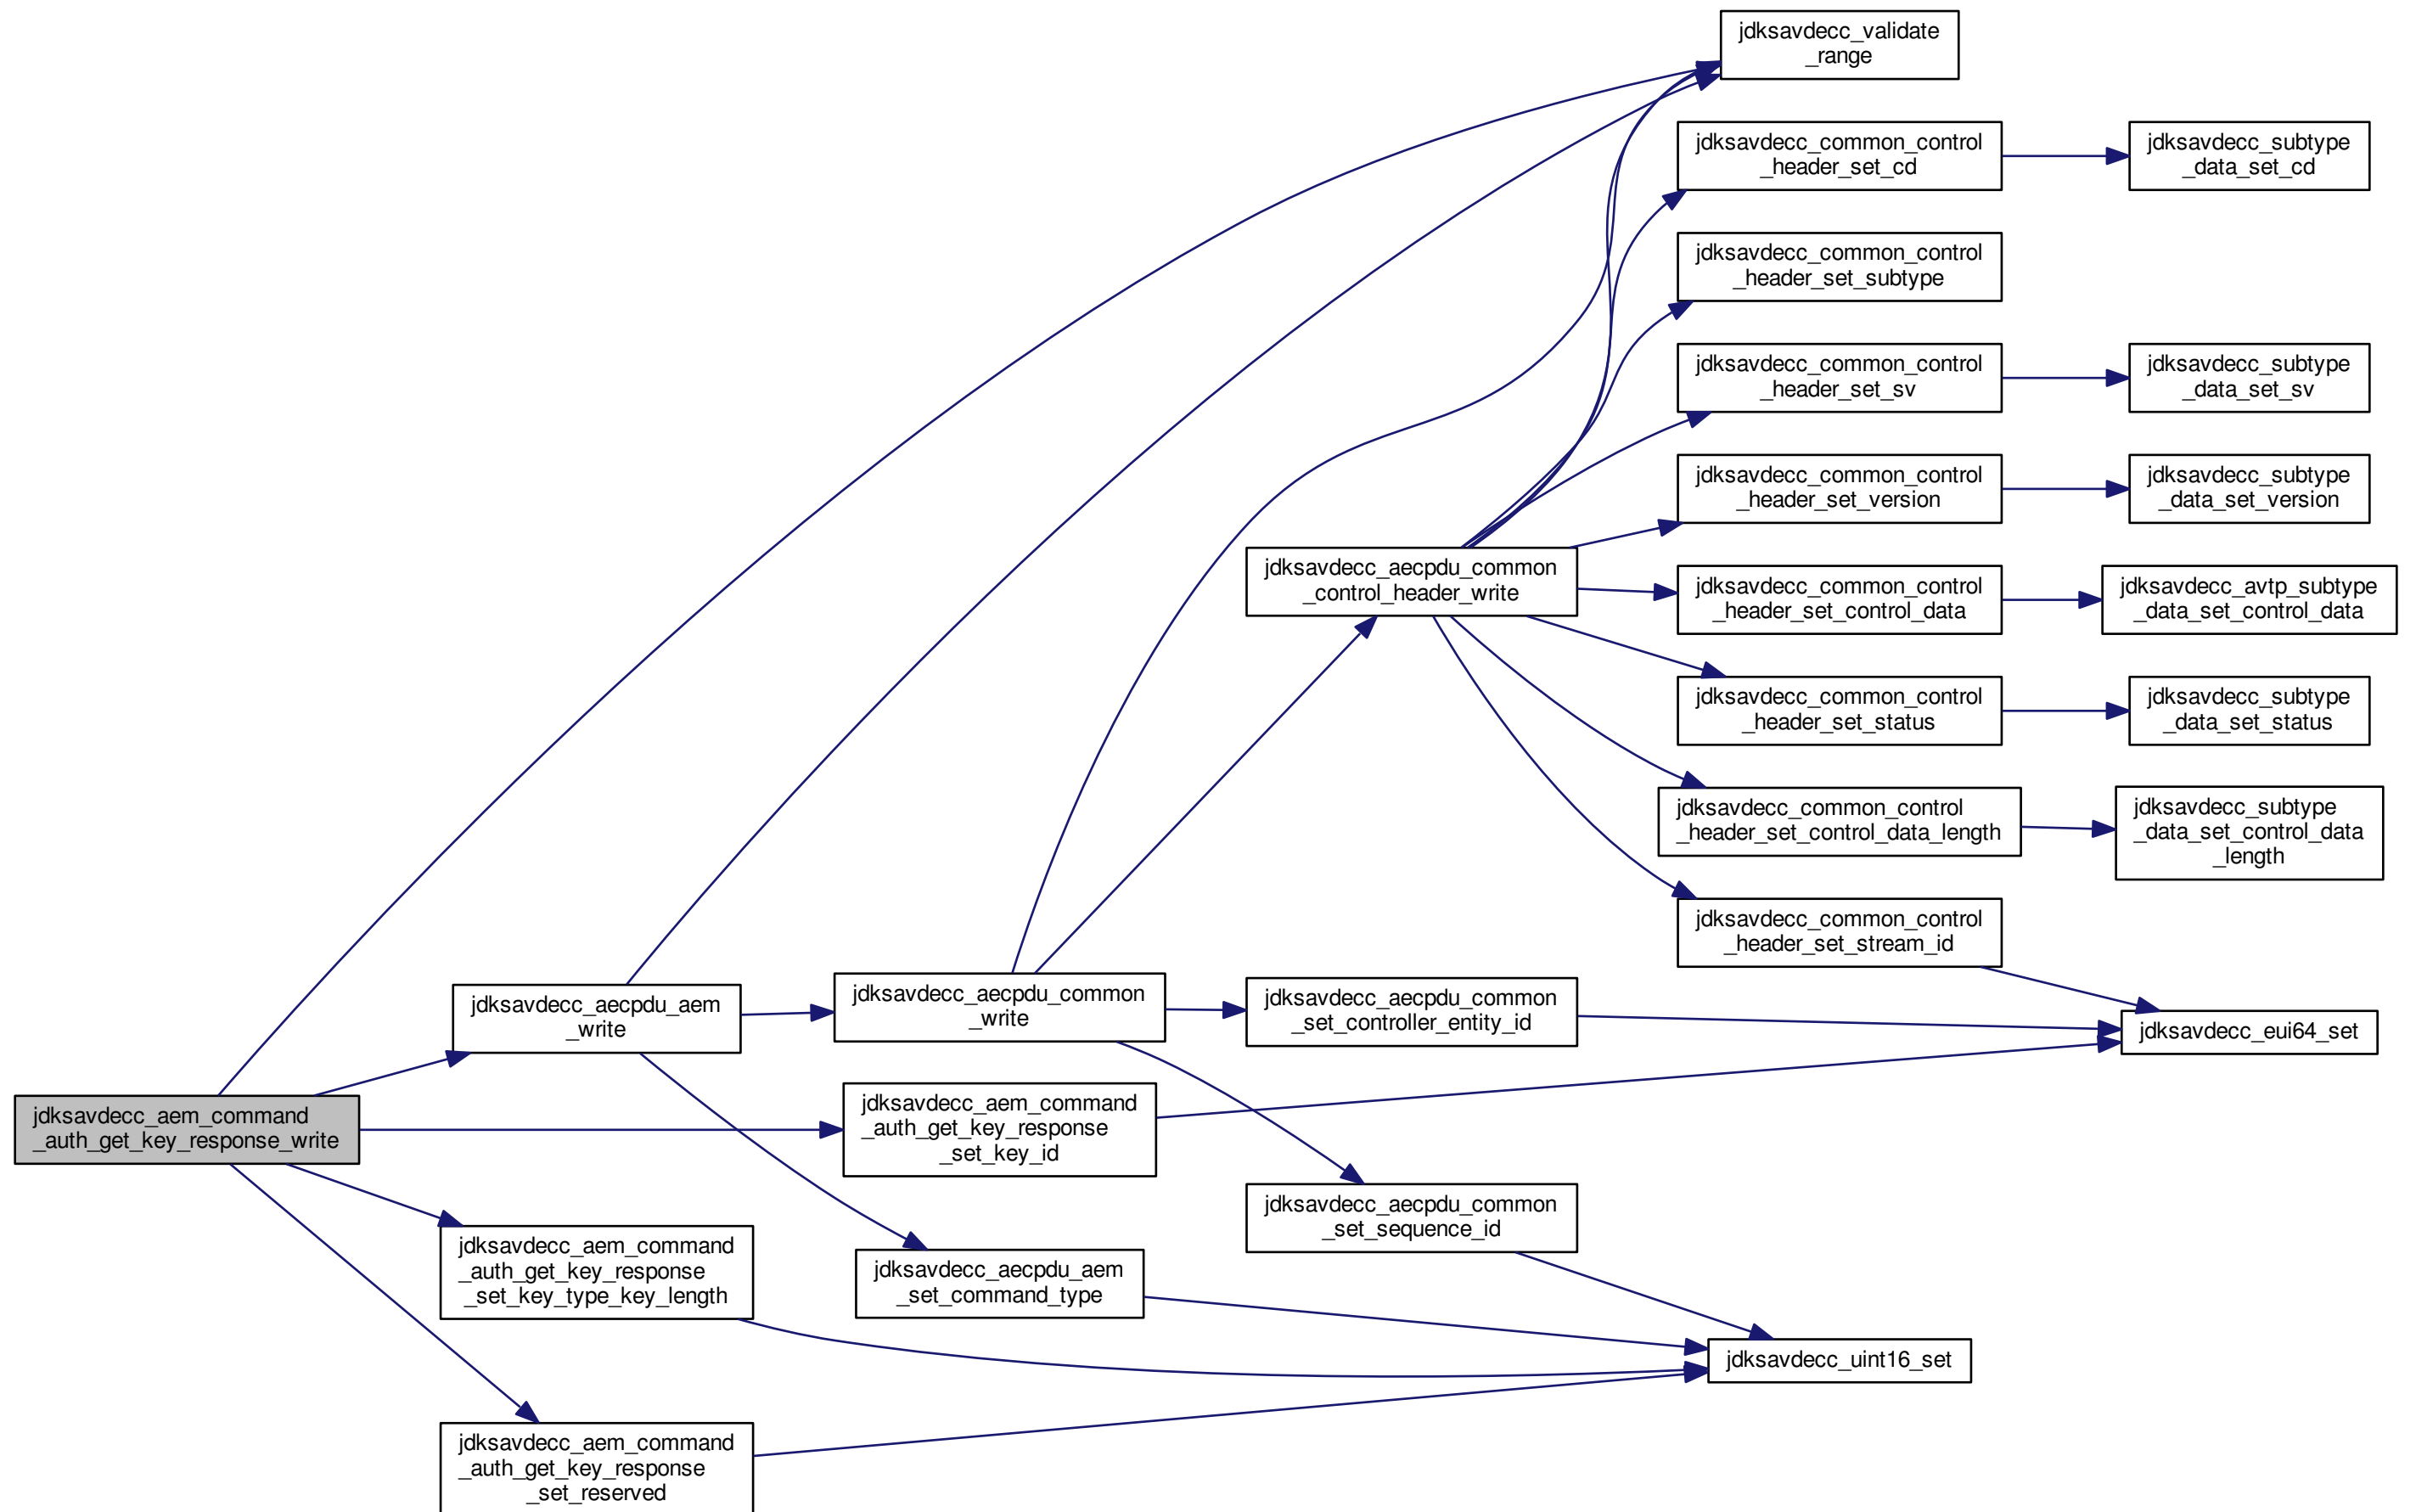 jdksavdecc_validate
_range
jdksavdecc_common_control
_header_set_cd
jdksavdecc_subtype
_data_set_cd
jdksavdecc_common_control
_header_set_subtype
jdksavdecc_common_control
_header_set_sv
jdksavdecc_subtype
_data_set_sv
jdksavdecc_common_control
_header_set_version
jdksavdecc_subtype
_data_set_version
jdksavdecc_aecpdu_common
_control_header_write
jdksavdecc_common_control
_header_set_control_data
jdksavdecc_avtp_subtype
_data_set_control_data
jdksavdecc_common_control
_header_set_status
jdksavdecc_subtype
_data_set_status
jdksavdecc_common_control
_header_set_control_data_length
jdksavdecc_subtype
_data_set_control_data
_length
jdksavdecc_common_control
_header_set_stream_id
jdksavdecc_aecpdu_aem
_write
jdksavdecc_aecpdu_common
_write
jdksavdecc_aecpdu_common
_set_controller_entity_id
jdksavdecc_eui64_set
jdksavdecc_aem_command
_auth_get_key_response_write
jdksavdecc_aem_command
_auth_get_key_response
_set_key_id
jdksavdecc_aecpdu_common
_set_sequence_id
jdksavdecc_aem_command
_auth_get_key_response
_set_key_type_key_length
jdksavdecc_aecpdu_aem
_set_command_type
jdksavdecc_uint16_set
jdksavdecc_aem_command
_auth_get_key_response
_set_reserved